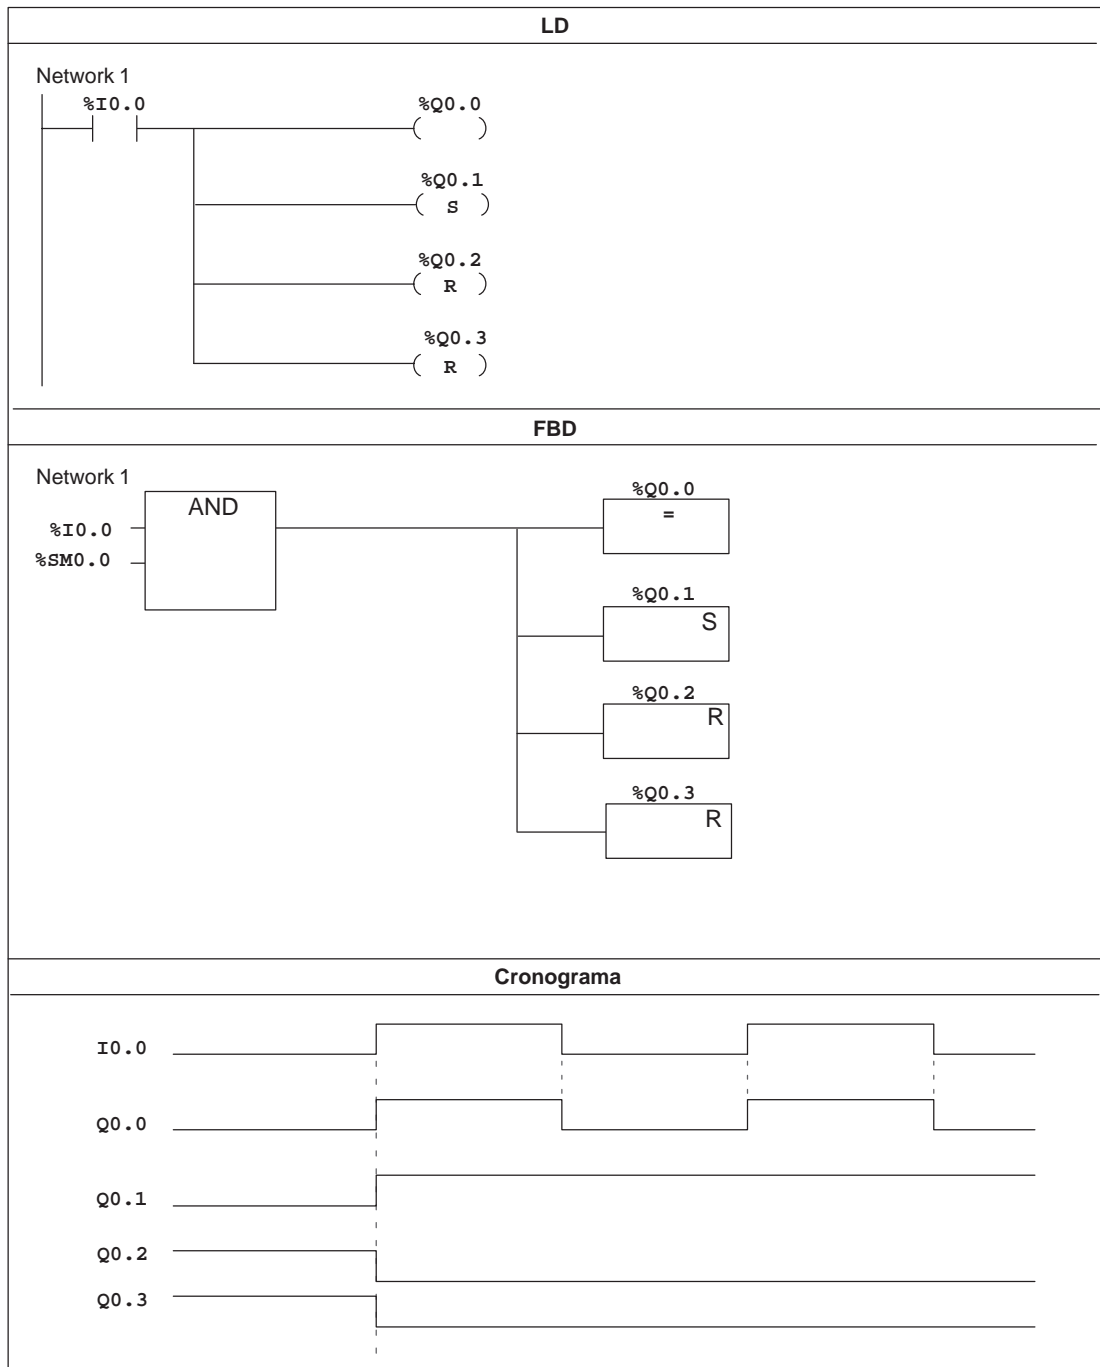 LD
Network 1
%I0.0
%Q0.0
( )
%Q0.1
( S )
%Q0.2
( R )
%Q0.3
( R )
FBD
Network 1
AND
%I0.0
%SM0.0
%Q0.0
=
%Q0.1
S
%Q0.2
R
%Q0.3
R
Cronograma
I0.0
Q0.0
Q0.1
Q0.2
Q0.3